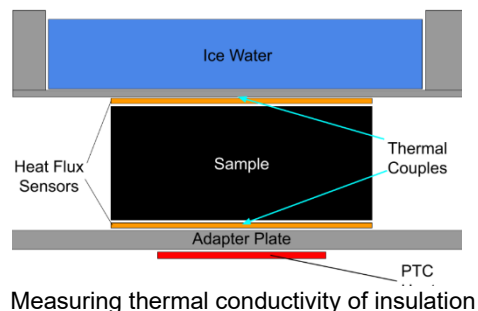 Ice Water
Heat Flux
Sensors
Sample
Thermal
Couples
Adapter Plate
PTC
Measuring thermal conductivity of insulation